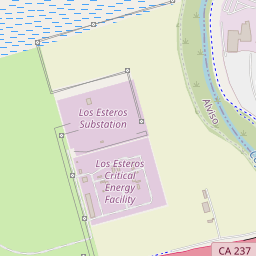 Los Esteros
Substation
Alviso
Los Esteros
Critical
Energy
Facility
CA 237